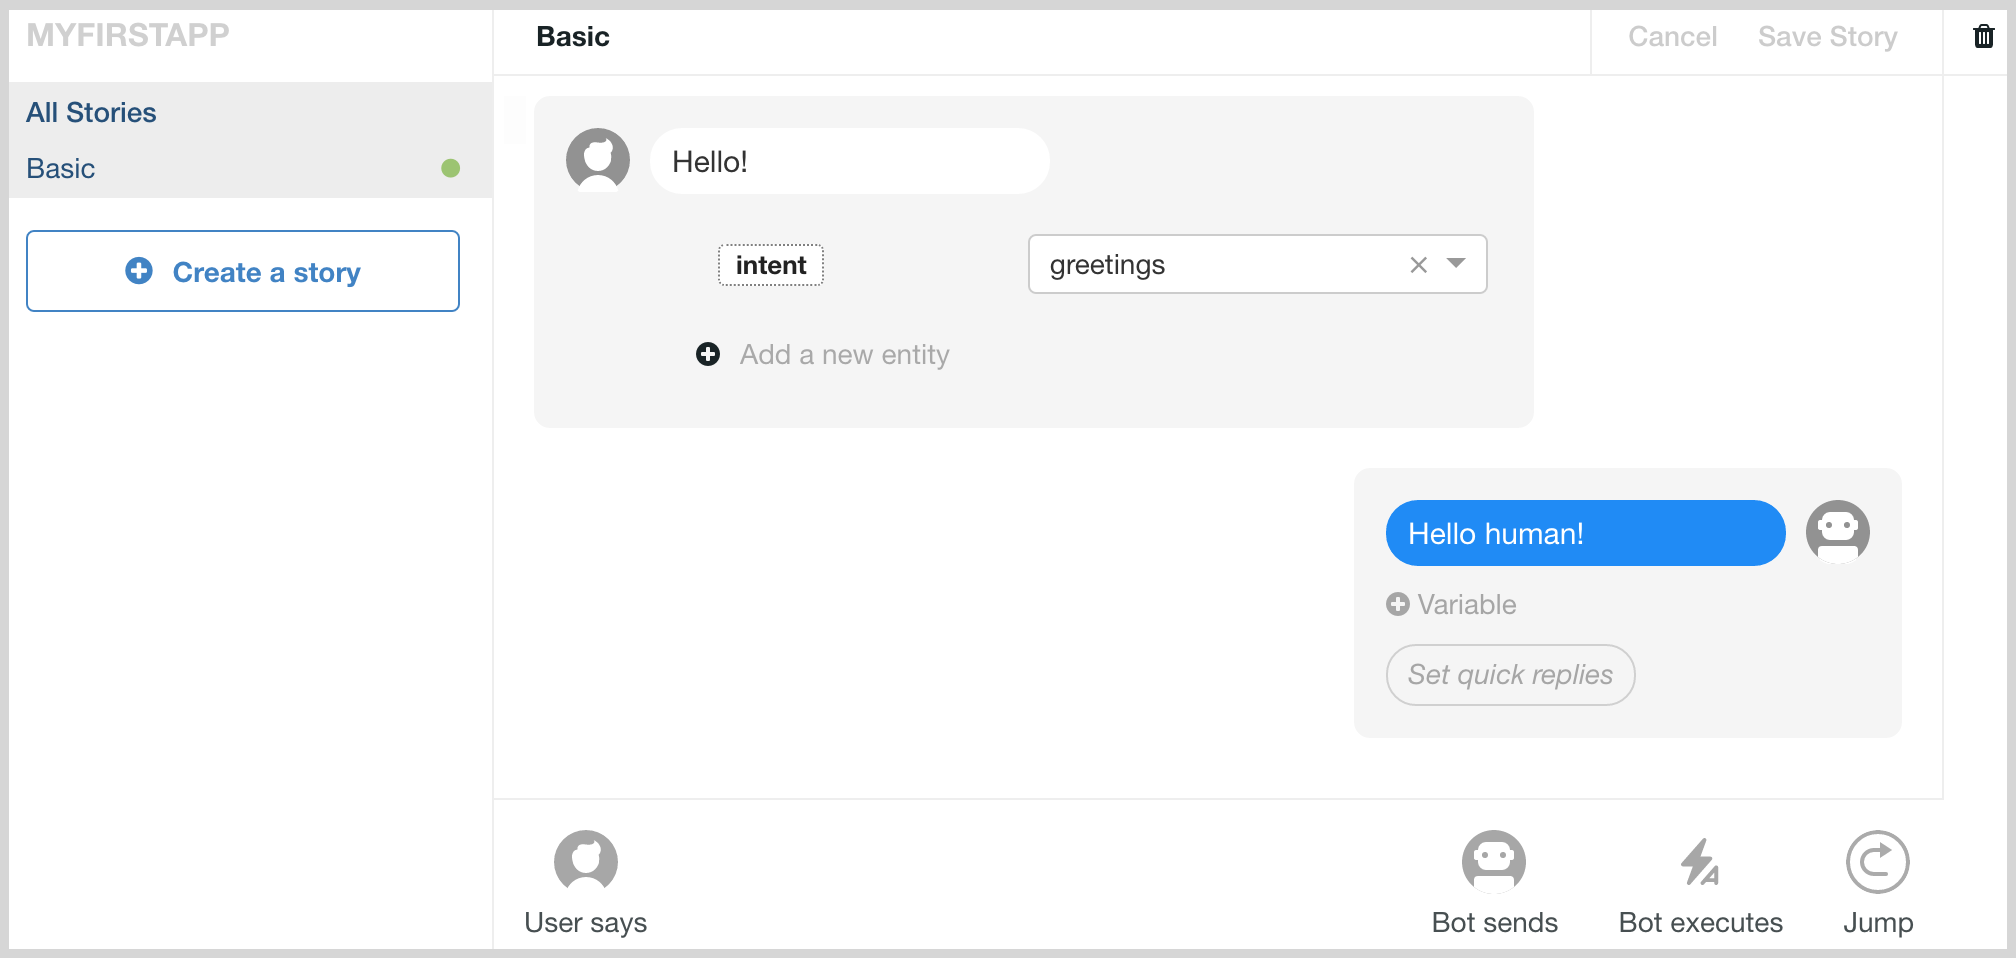 MYFIRSTAPP
All Stories
Basic
Create a story
Basic
Cancel
Save Story
Hello!
intent
greetings
Add a new entity
Hello human!
Variable
Set quick replies
User says
Bot sends
Bot executes
Jump